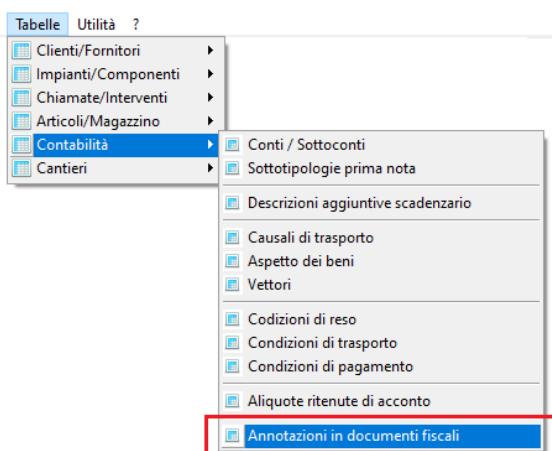 Tabelle Utilità ?
Clienti/Fornitori
Impianti/Componenti
Chiamate/Interventi
Articoli/Magazzino
Contabilità
Cantieri
Conti / Sottoconti
Sottotipologie prima nota
Descrizioni aggiuntive scadenzario
Causali di trasporto
Aspetto dei beni
Vettori
Codizioni di reso
Condizioni di trasporto
Condizioni di pagamento
Aliquote ritenute di acconto
Annotazioni in documenti fiscali